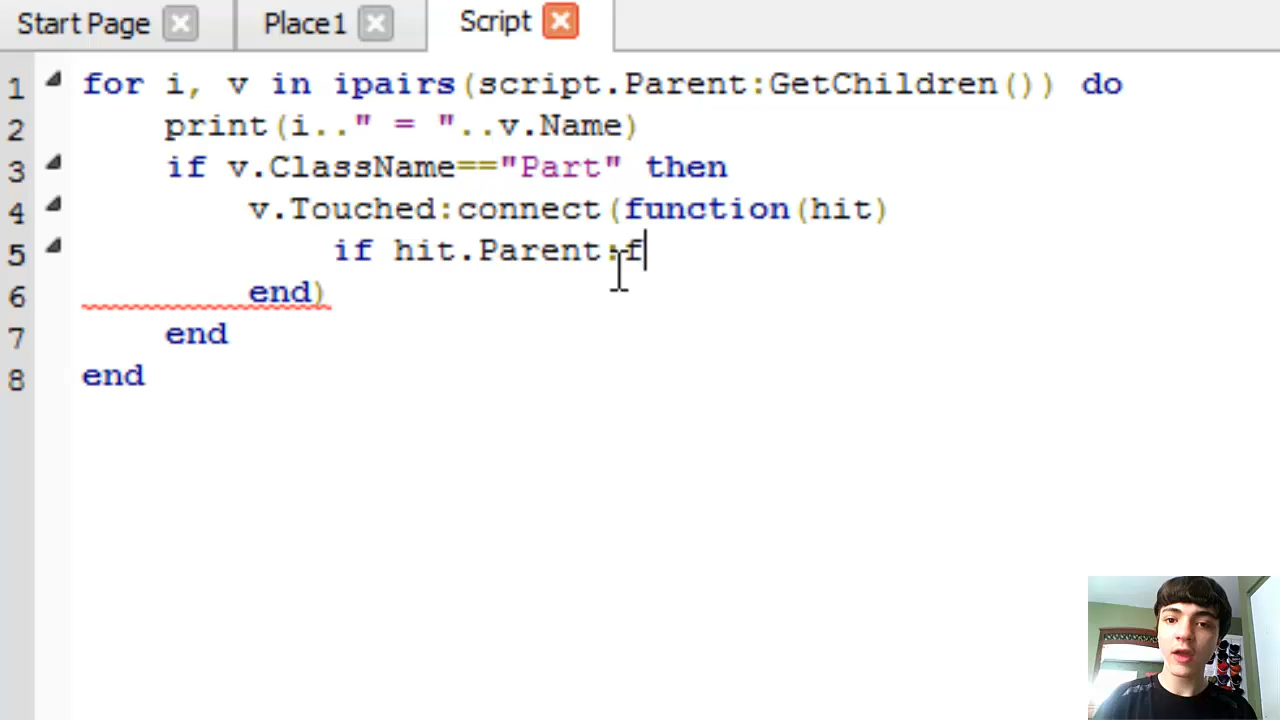 Start Page Place1 Script
1 for i, v in ipairs(script.Parent:GetChildren()) do
2 print(i.." = "..v.Name)
3 if v.ClassName=="Part" then
4 v.Touched:connect(function(hit)
5 if hit.Parent:f
6 end)
7 end
8 end